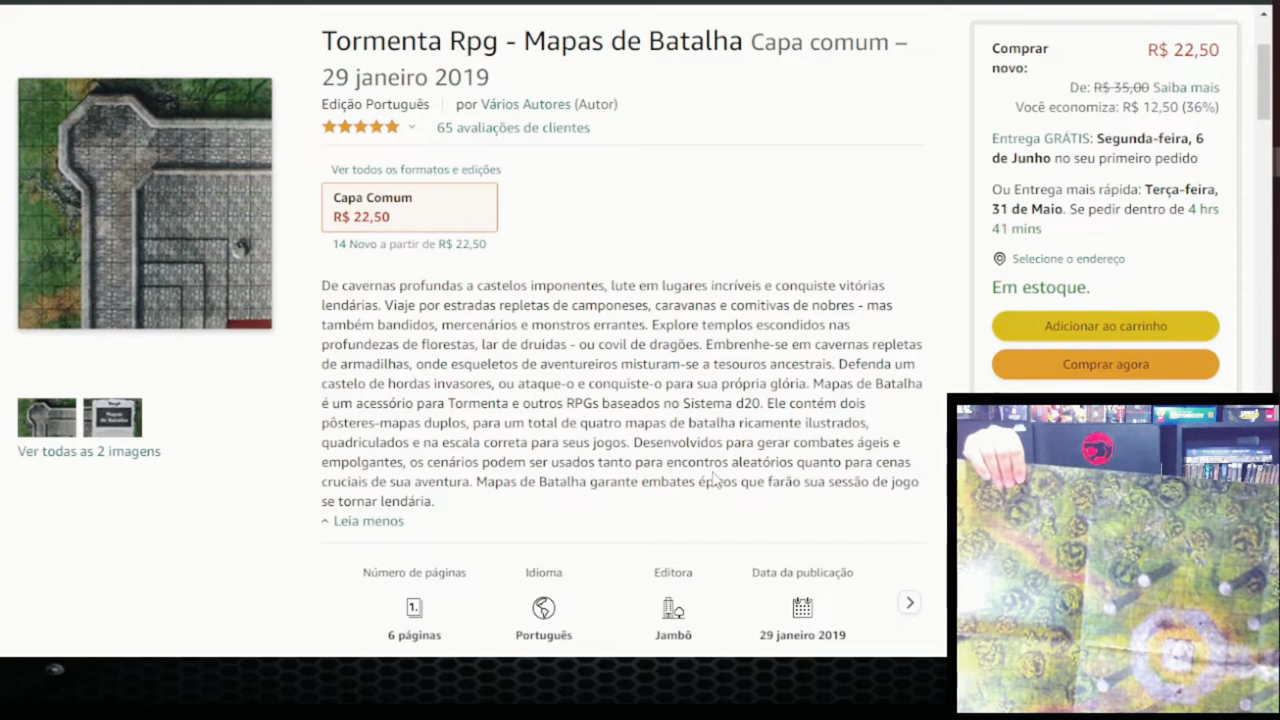 Tormenta Rpg - Mapas de Batalha Capa comum –
29 janeiro 2019
Edição Português
por Vários Autores (Autor)
65 avaliações de clientes
Ver todos os formatos e edições
Capa Comum
R$ 22,50
14 Novo a partir de R$ 22,50
De cavernas profundas a castelos imponentes, lute em lugares incríveis e conquiste vitórias
lendárias. Viaje por estradas repletas de camponeses, caravanas e comitivas de nobres - mas
também bandidos, mercenários e monstros errantes. Explore templos escondidos nas
profundezas de florestas, lar de druidas - ou covil de dragões. Embrenhe-se em cavernas repletas
de armadilhas, onde esqueletos de aventureiros misturam-se a tesouros ancestrais. Defenda um
castelo de hordas invasores, ou ataque-o e conquiste-o para sua própria glória. Mapas de Batalha
é um acessório para Tormenta e outros RPGs baseados no Sistema d20. Ele contém dois
pôsteres-mapas duplos, para um total de quatro mapas de batalha ricamente ilustrados,
quadriculados e na escala correta para seus jogos. Desenvolvidos para gerar combates ágeis e
empolgantes, os cenários podem ser usados tanto para encontros aleatórios quanto para cenas
cruciais de sua aventura. Mapas de Batalha garante embates épicos que farão sua sessão de jogo
se tornar lendária.
Leia menos
Número de páginas
6 páginas
Idioma
Português
Editora
Jambô
Data da publicação
29 janeiro 2019
Mapas
de Batalha
Ver todas as 2 imagens
Comprar
novo:
R$ 22,50
De: R$ 35,00 Saiba mais
Você economiza: R$ 12,50 (36%)
Entrega GRÁTIS: Segunda-feira, 6
de Junho no seu primeiro pedido
Ou Entrega mais rápida: Terça-feira,
31 de Maio. Se pedir dentro de 4 hrs
41 mins
Selecione o endereço
Em estoque.
Adicionar ao carrinho
Comprar agora